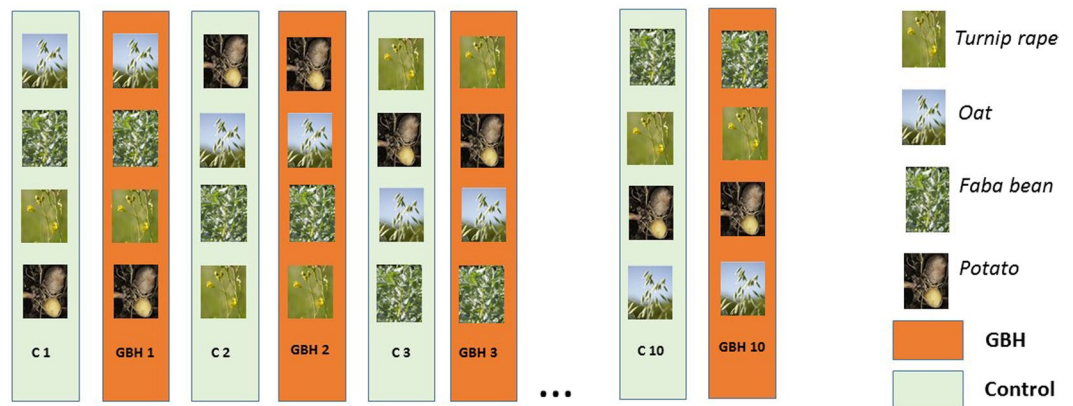 C 1
GBH 1
C 2
GBH 2
C 3
GBH 3
...
C 10
GBH 10
Turnip rape
Oat
Faba bean
Potato
GBH
Control